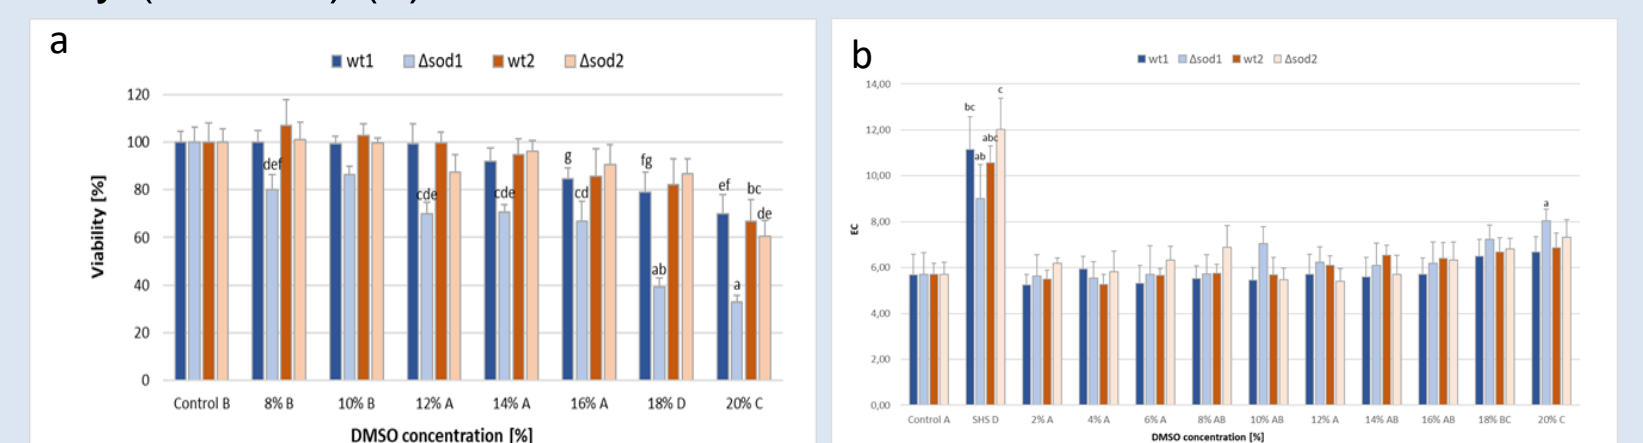 a
wt1 Δsod1 wt2 Δsod2
120
100
80
60
40
20
0
Viability [%]
def
cde
cde
g
cd
fg
ab
ef
a
bc
de
Control B 8% B 10% B 12% A 14% A 16% A 18% D 20% C
DMSO concentration [%]
b
wt1 Δsod1 wt2 Δsod2
14,00
12,00
10,00
8,00
6,00
4,00
2,00
0,00
EC
bc
ab
abc
c
a
Control A SHS D 2% A 4% A 6% A 8% AB 10% AB 12% A 14% AB 16% AB 18% BC 20% C
DMSO concentration [%]